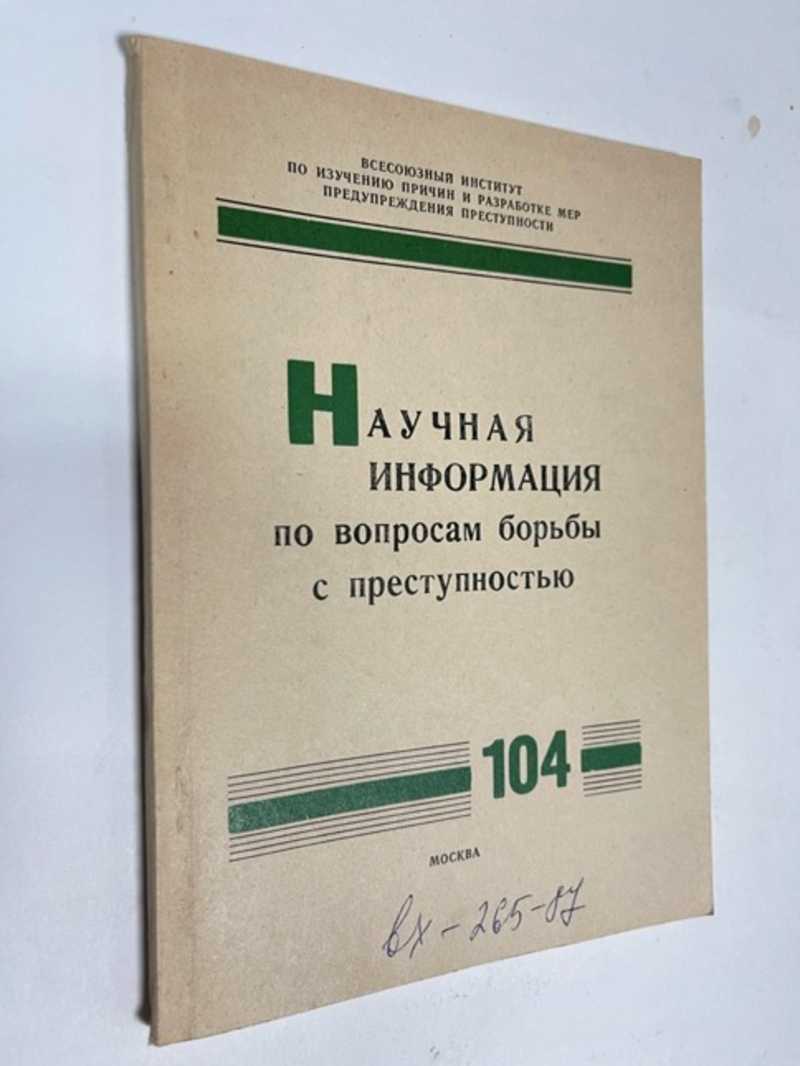 ВСЕСОЮЗНЫЙ ИНСТИТУТ
ПО ИЗУЧЕНИЮ ПРИЧИН И РАЗРАБОТКЕ МЕР
ПРЕДУПРЕЖДЕНИЯ ПРЕСТУПНОСТИ
НАУЧНАЯ
ИНФОРМАЦИЯ
по вопросам борьбы
с преступностью
104
МОСКВА
вх-265-87